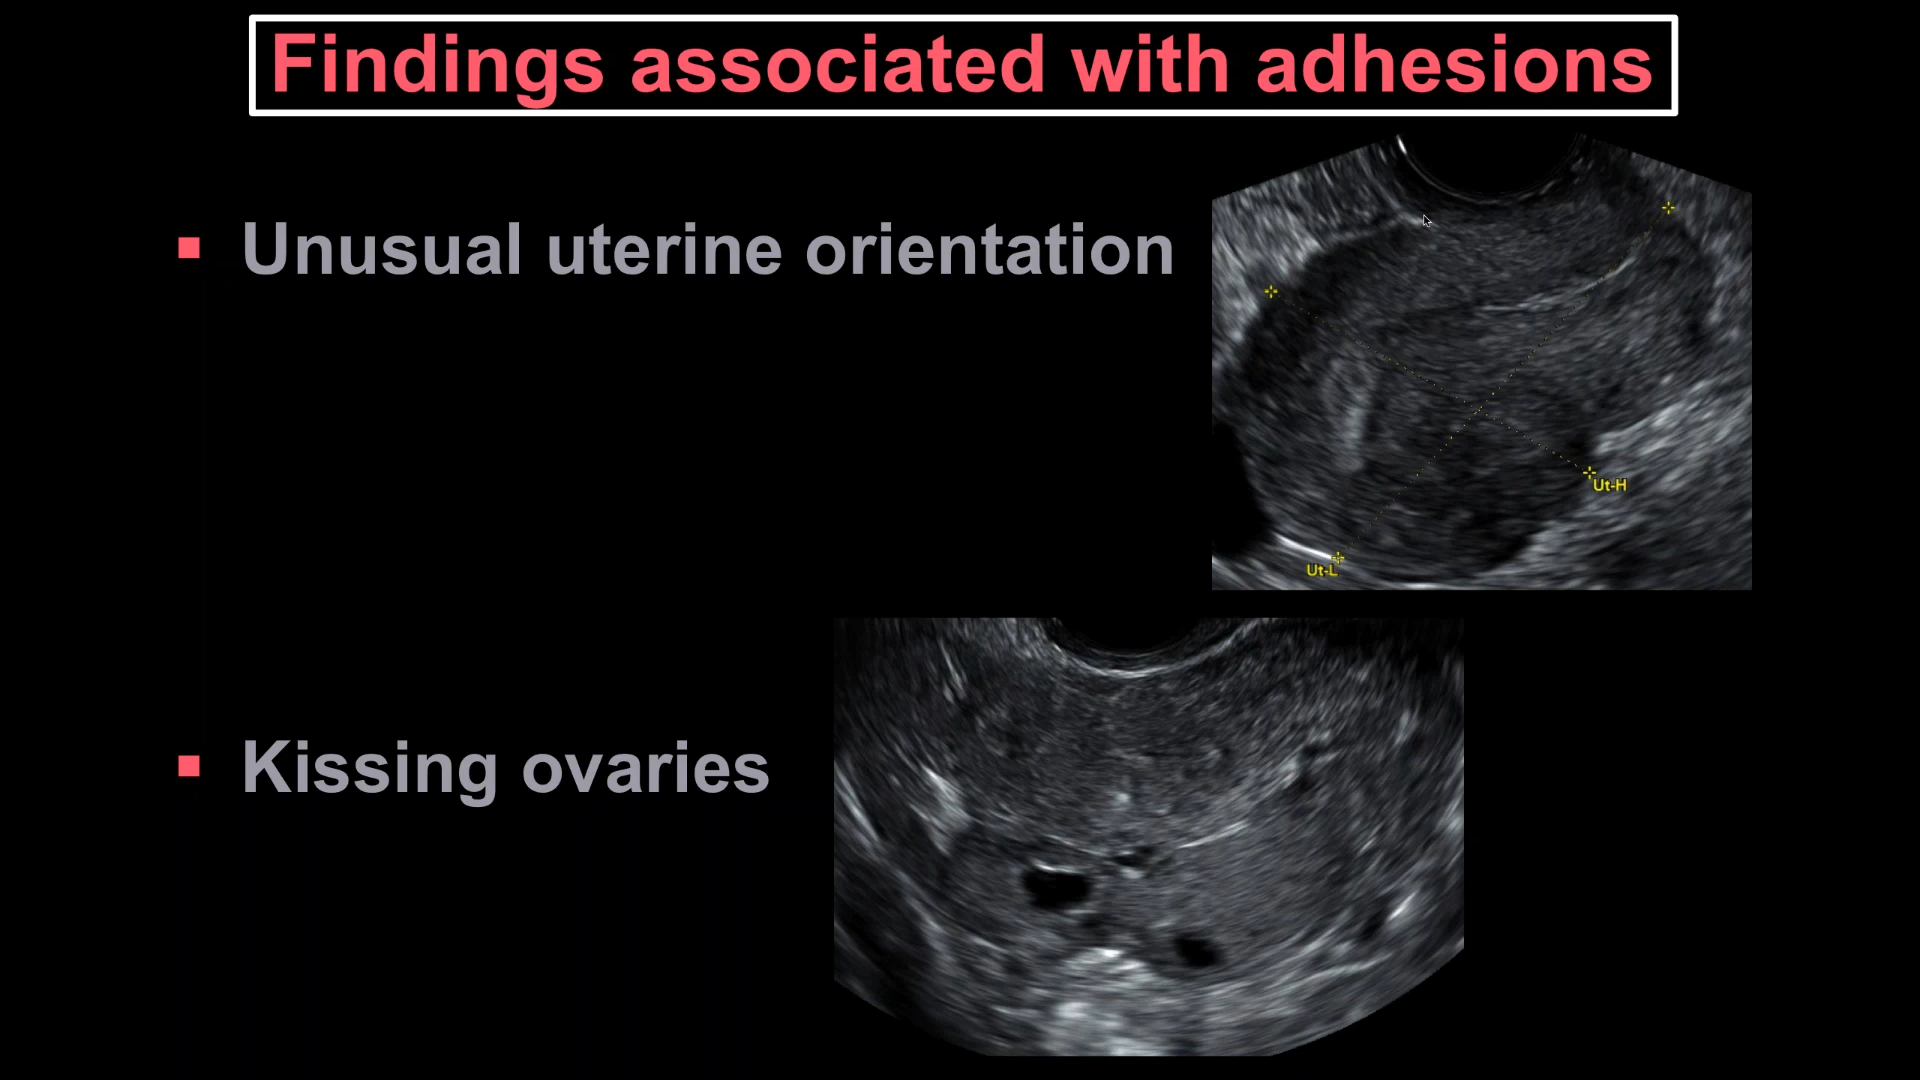 Findings associated with adhesions
▪ Unusual uterine orientation
Ut-H
Ut-L
▪ Kissing ovaries